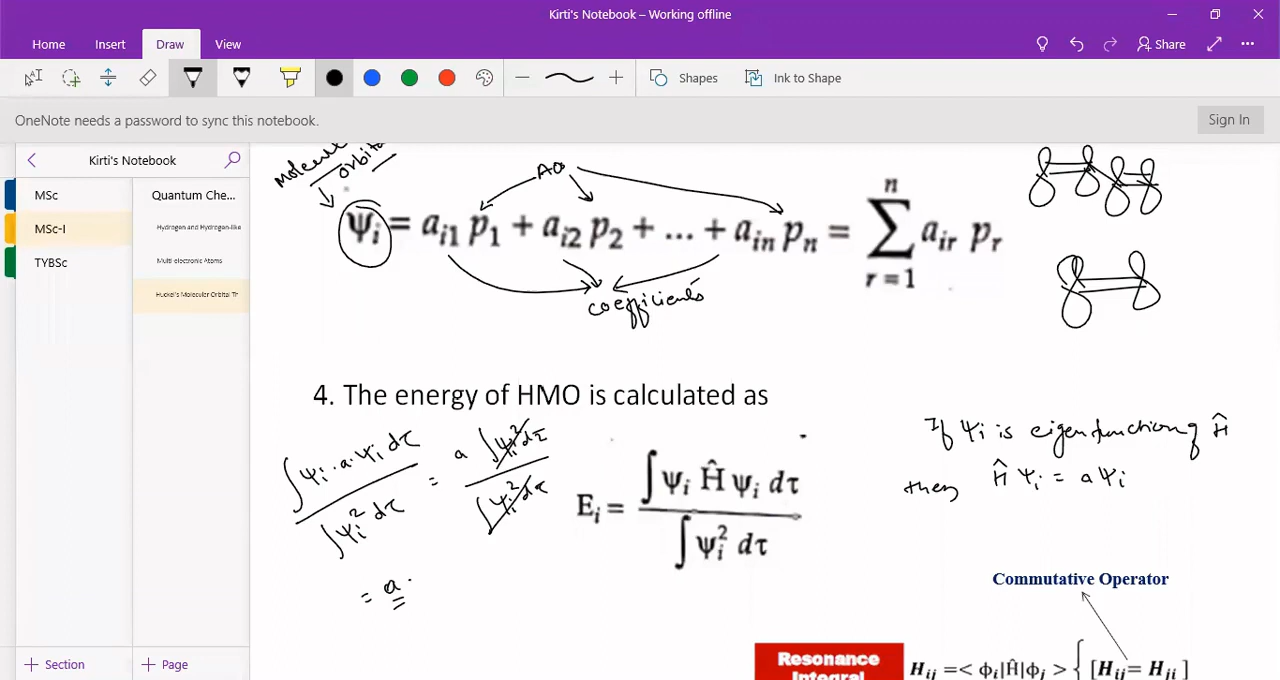 Kirti's Notebook – Working offline
Home Insert Draw View
Share
Shapes Ink to Shape
OneNote needs a password to sync this notebook.
Sign In
Kirti's Notebook
MSc
MSc-I
TYBSc
Quantum Che...
Hydrogen and Hydrogen-like
Multi electronic Atoms
Huckel's Molecular Orbital Th
Section
Page
orbital
AO
Ψi = ai1 p1 + ai2 p2 + ... + ain pn = ∑ air pr
n
r = 1
coefficients
4. The energy of HMO is calculated as
∫Ψi · a · Ψi dτ / ∫Ψi² dτ = a ∫Ψi² dτ / ∫Ψi² dτ
= a
Ei = ∫ Ψi Ĥ Ψi dτ / ∫ Ψi² dτ
If Ψi is eigenfunction of Ĥ
then Ĥ Ψi = a Ψi
Commutative Operator
Resonance
Integral
Hij =< ϕi|Ĥ|ϕj > { [Hij= Hji ]